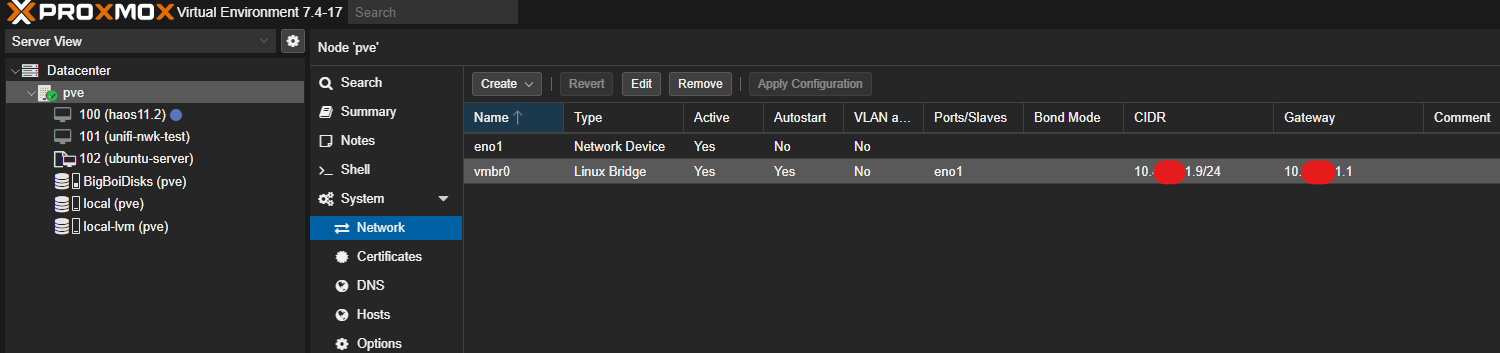 PROXMOX Virtual Environment 7.4-17 Search
Server View
Datacenter
pve
100 (haos11.2)
101 (unifi-nwk-test)
102 (ubuntu-server)
BigBoiDisks (pve)
local (pve)
local-lvm (pve)
Node 'pve'
Search
Summary
Notes
Shell
System
Network
Certificates
DNS
Hosts
Options
Create Revert Edit Remove Apply Configuration
Name Type Active Autostart VLAN a... Ports/Slaves Bond Mode CIDR Gateway Comment
eno1 Network Device Yes No No
vmbr0 Linux Bridge Yes Yes No eno1 10. 1.9/24 10. 1.1